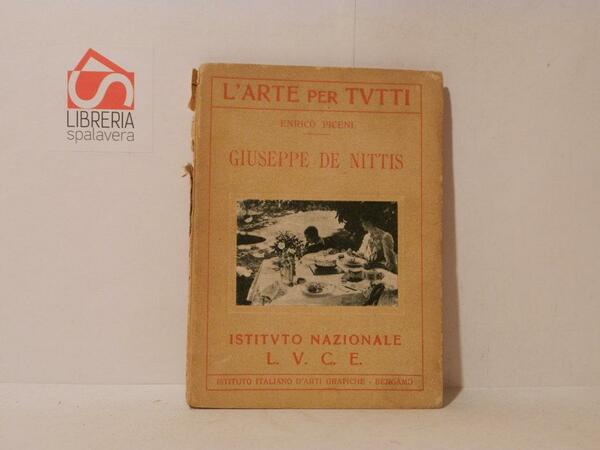 LIBRERIA
spalavera
L'ARTE PER TVTTI
ENRICO PICENI
GIUSEPPE DE NITTIS
ISTITVTO NAZIONALE
L. V. C. E.
ISTITUTO ITALIANO D'ARTI GRAFICHE - BERGAMO